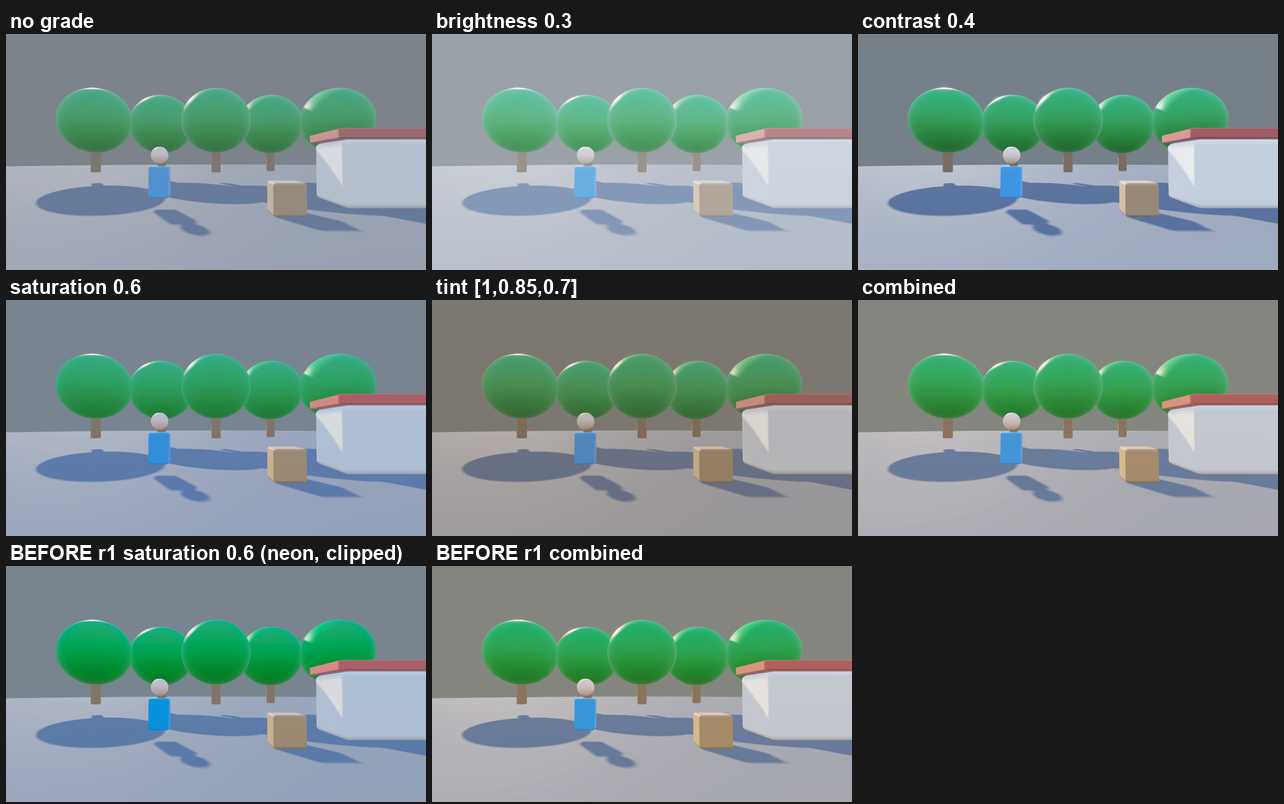 no grade
brightness 0.3
contrast 0.4
saturation 0.6
tint [1,0.85,0.7]
combined
BEFORE r1 saturation 0.6 (neon, clipped)
BEFORE r1 combined